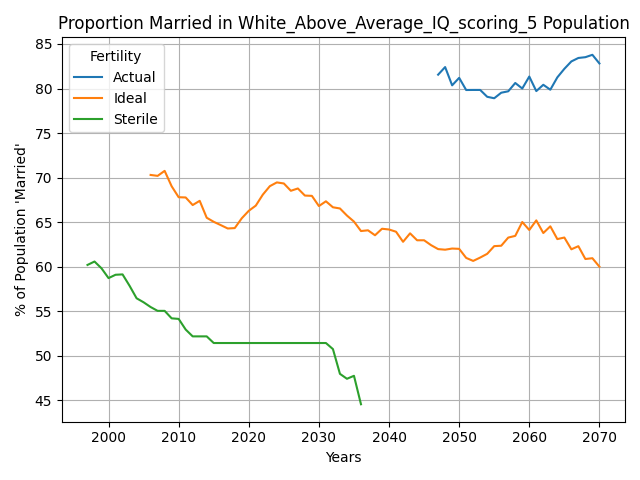 Proportion Married in White_Above_Average_IQ_scoring_5 Population
% of Population 'Married'
85
80
75
70
65
60
55
50
45
Fertility
Actual
Ideal
Sterile
2000 2010 2020 2030 2040 2050 2060 2070
Years